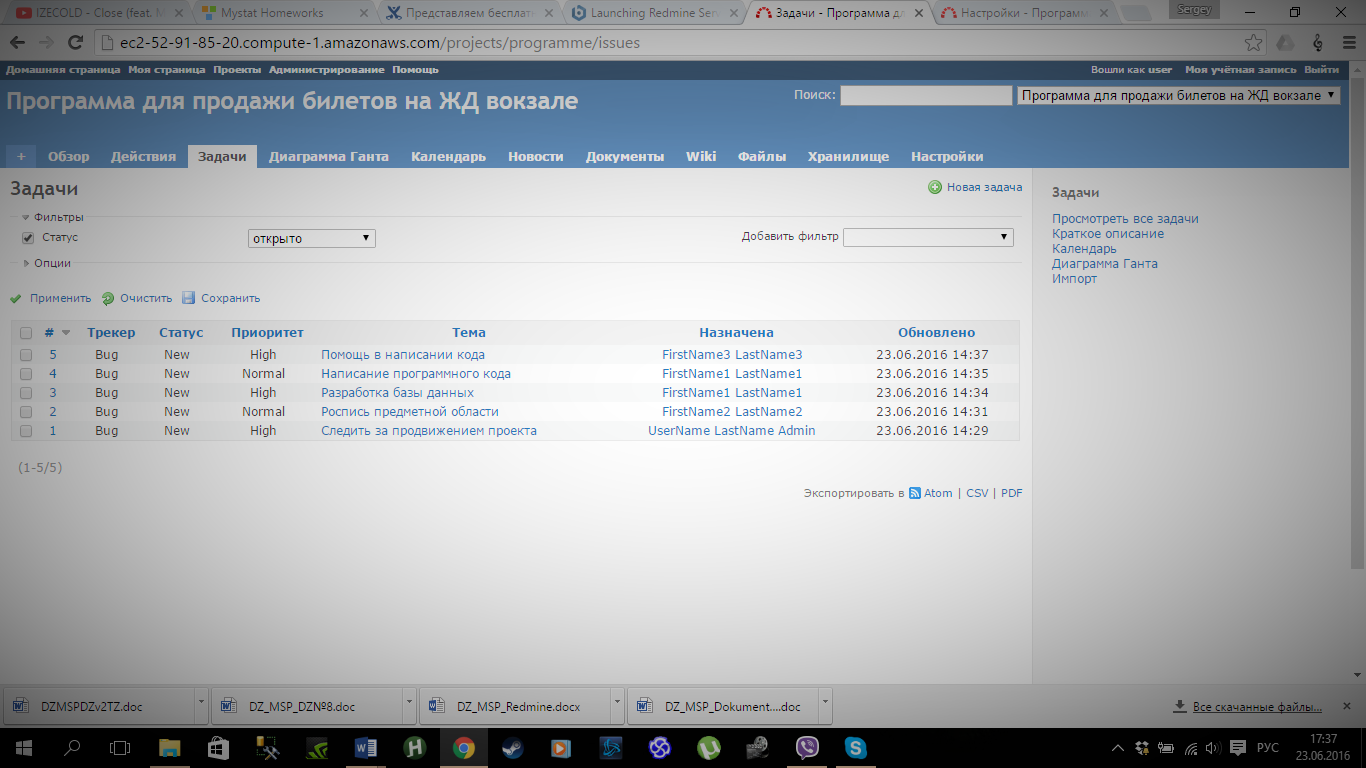 IZECOLD - Close (feat. M
Mystat Homeworks
Представляем бесплат
Launching Redmine Serv
Задачи - Программа дл
Настройки - Программ
Sergey
ec2-52-91-85-20.compute-1.amazonaws.com/projects/programme/issues
Домашняя страница Моя страница Проекты Администрирование Помощь
Вошли как user Моя учётная запись Выйти
Программа для продажи билетов на ЖД вокзале
Поиск: Программа для продажи билетов на ЖД вокзале
+ Обзор Действия Задачи Диаграмма Ганта Календарь Новости Документы Wiki Файлы Хранилище Настройки
Задачи
Новая задача
Фильтры
Статус открыто Добавить фильтр
Опции
Применить Очистить Сохранить
# Трекер Статус Приоритет Тема Назначена Обновлено
5 Bug New High Помощь в написании кода FirstName3 LastName3 23.06.2016 14:37
4 Bug New Normal Написание программного кода FirstName1 LastName1 23.06.2016 14:35
3 Bug New High Разработка базы данных FirstName1 LastName1 23.06.2016 14:34
2 Bug New Normal Роспись предметной области FirstName2 LastName2 23.06.2016 14:31
1 Bug New High Следить за продвижением проекта UserName LastName Admin 23.06.2016 14:29
(1-5/5)
Экспортировать в Atom | CSV | PDF
Задачи
Просмотреть все задачи
Краткое описание
Календарь
Диаграмма Ганта
Импорт
DZMSPDZv2TZ.doc
DZ_MSP_DZ№8.doc
DZ_MSP_Redmine.docx
DZ_MSP_Dokument....doc
Все скачанные файлы...
РУС
17:37
23.06.2016